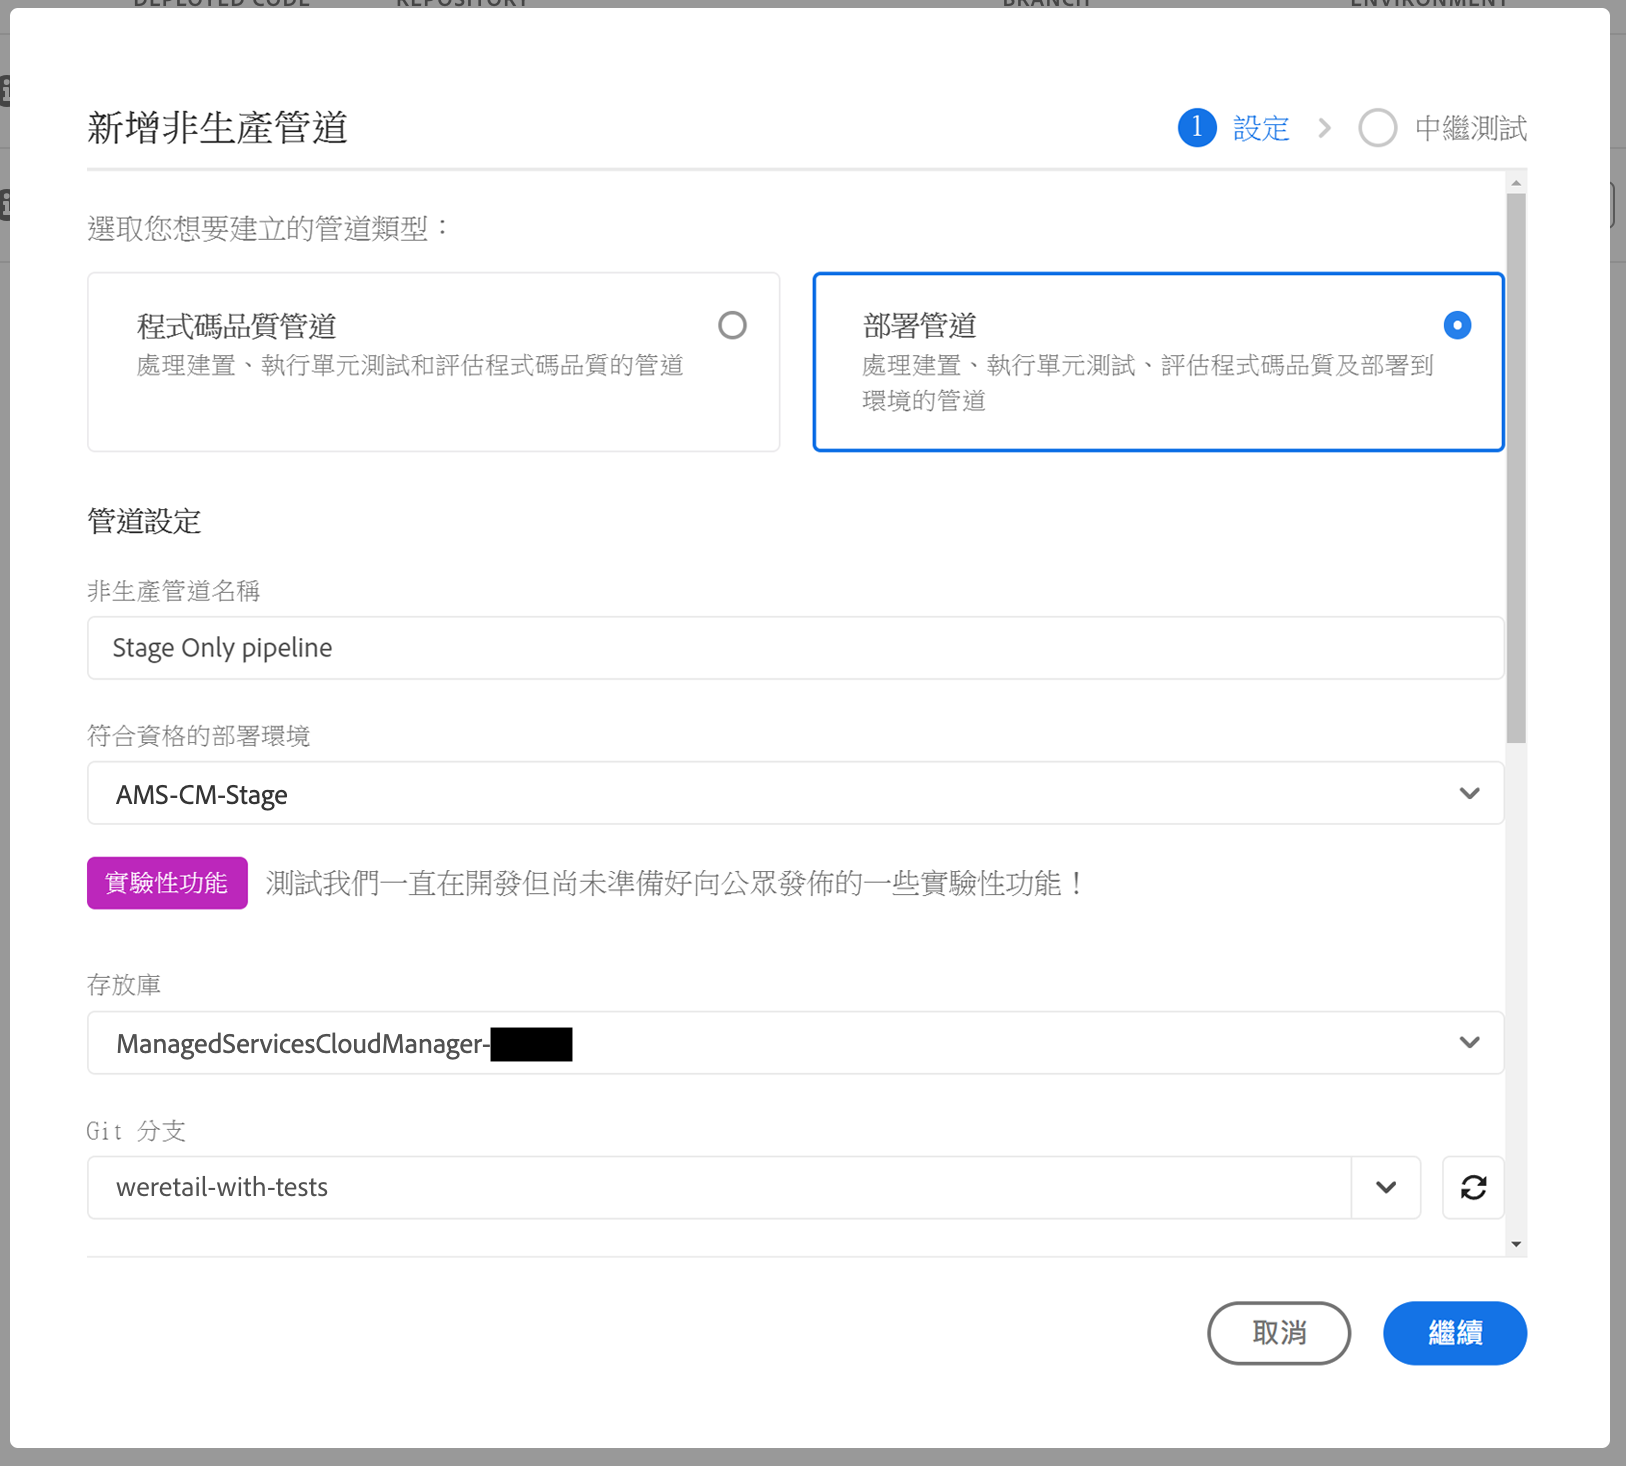 DEPLOYED CODE REPOSITORY BRANCH ENVIRONMENT
新增非生產管道
1 設定 中繼測試
選取您想要建立的管道類型：
程式碼品質管道
處理建置、執行單元測試和評估程式碼品質的管道
部署管道
處理建置、執行單元測試、評估程式碼品質及部署到
環境的管道
管道設定
非生產管道名稱
Stage Only pipeline
符合資格的部署環境
AMS-CM-Stage
實驗性功能 測試我們一直在開發但尚未準備好向公眾發佈的一些實驗性功能！
存放庫
ManagedServicesCloudManager-
Git 分支
weretail-with-tests
取消 繼續